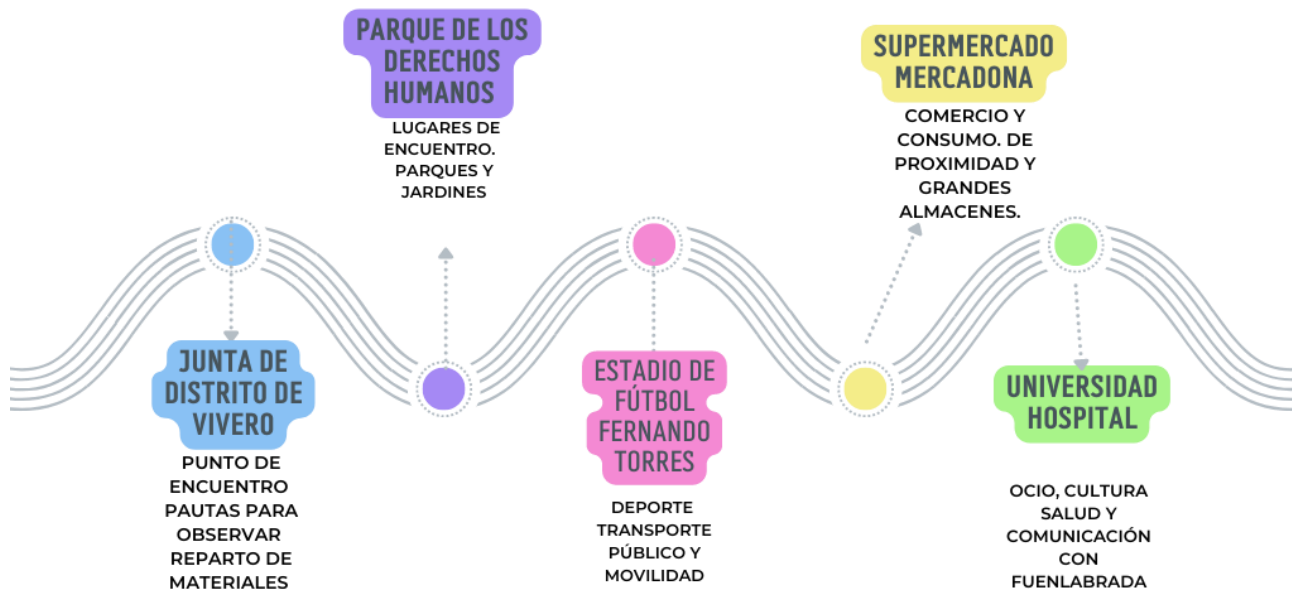 JUNTA DE
DISTRITO DE
VIVERO
PUNTO DE
ENCUENTRO
PAUTAS PARA
OBSERVAR
REPARTO DE
MATERIALES
PARQUE DE LOS
DERECHOS
HUMANOS
LUGARES DE
ENCUENTRO.
PARQUES Y
JARDINES
ESTADIO DE
FÚTBOL
FERNANDO
TORRES
DEPORTE
TRANSPORTE
PÚBLICO Y
MOVILIDAD
SUPERMERCADO
MERCADONA
COMERCIO Y
CONSUMO. DE
PROXIMIDAD Y
GRANDES
ALMACENES.
UNIVERSIDAD
HOSPITAL
OCIO, CULTURA
SALUD Y
COMUNICACIÓN
CON
FUENLABRADA